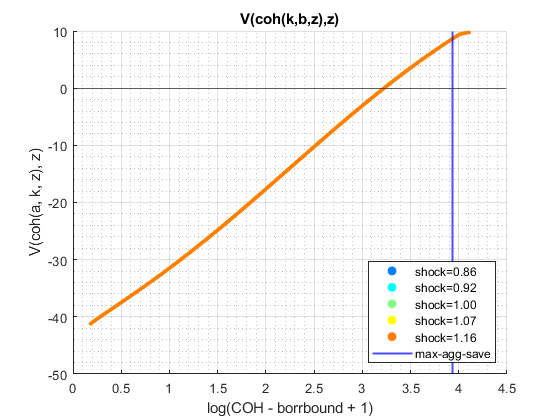 V(coh(k,b,z),z)
V(coh(a, k, z), z)
10
0
-10
-20
-30
-40
-50
0
0.5
1
1.5
2
2.5
3
3.5
4
4.5
log(COH - borrbound + 1)
shock=0.86
shock=0.92
shock=1.00
shock=1.07
shock=1.16
max-agg-save